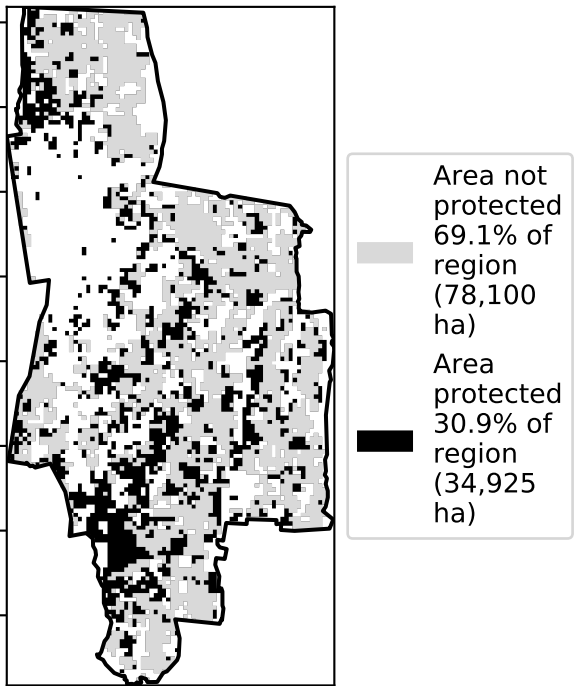 Area not
protected
69.1% of
region
(78,100
ha)
Area
protected
30.9% of
region
(34,925
ha)